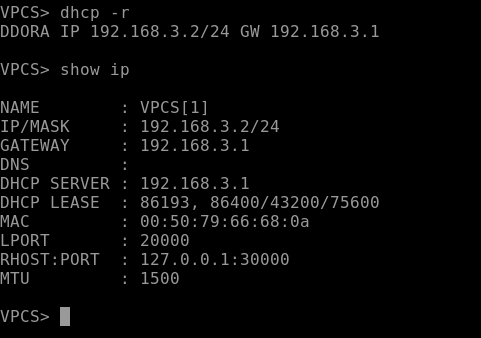 VPCS> dhcp -r
DDORA IP 192.168.3.2/24 GW 192.168.3.1
VPCS> show ip
NAME        : VPCS[1]
IP/MASK     : 192.168.3.2/24
GATEWAY     : 192.168.3.1
DNS         :
DHCP SERVER : 192.168.3.1
DHCP LEASE  : 86193, 86400/43200/75600
MAC         : 00:50:79:66:68:0a
LPORT       : 20000
RHOST:PORT  : 127.0.0.1:30000
MTU         : 1500
VPCS>